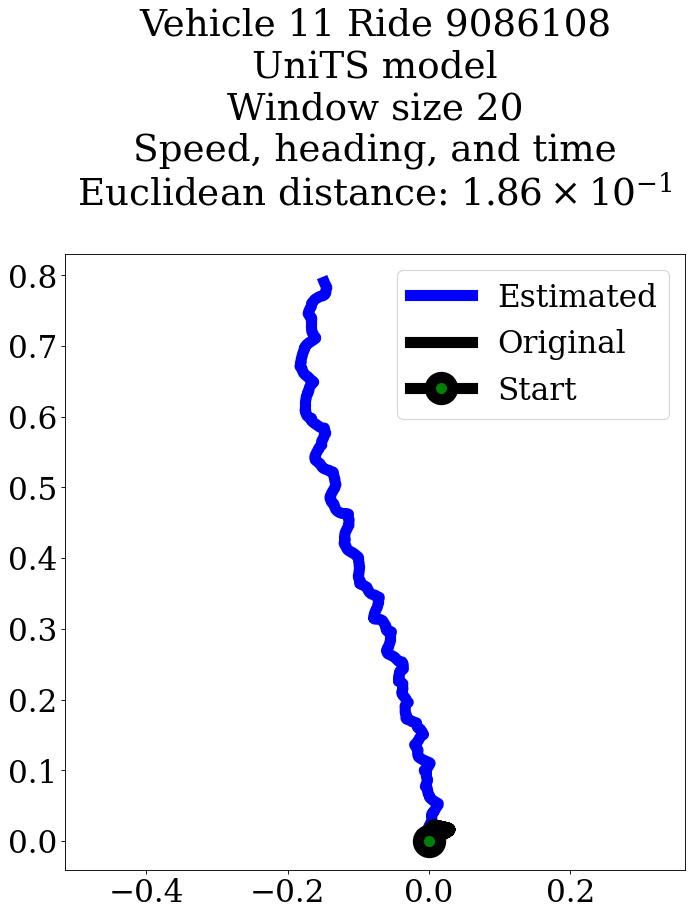 Vehicle 11 Ride 9086108
UniTS model
Window size 20
Speed, heading, and time
Euclidean distance: 1.86 × 10⁻¹
Estimated
Original
Start
0.8
0.7
0.6
0.5
0.4
0.3
0.2
0.1
0.0
−0.4 −0.2 0.0 0.2